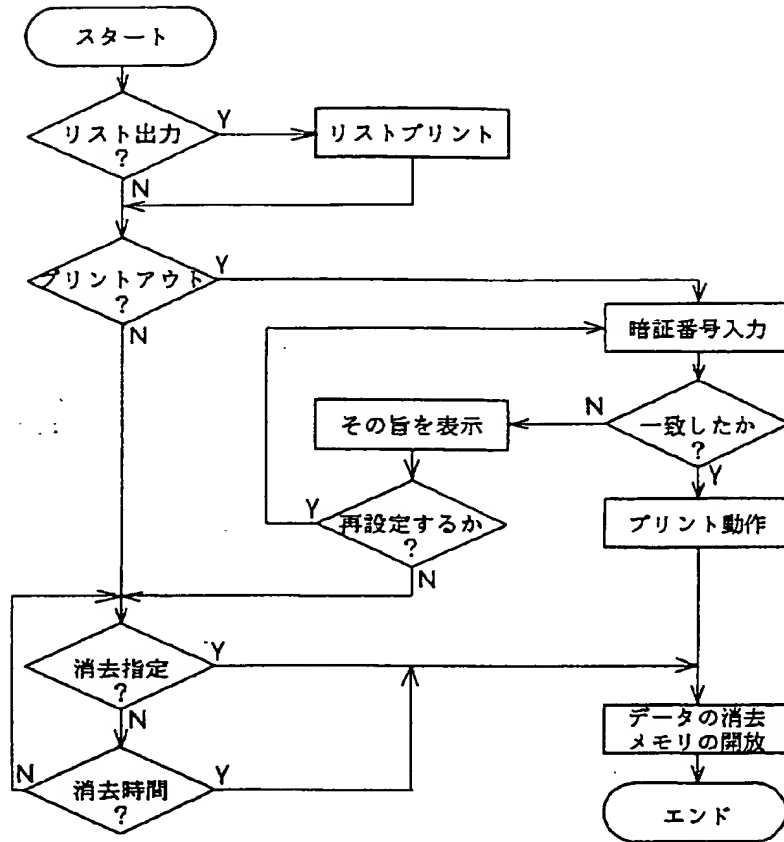 スタート
リスト出力
?
Y
リストプリント
N
プリントアウト
?
Y
N
暗証番号入力
一致したか
?
N
Y
その旨を表示
再設定するか
?
Y
N
プリント動作
消去指定
?
Y
N
消去時間
?
N
Y
データの消去
メモリの開放
エンド